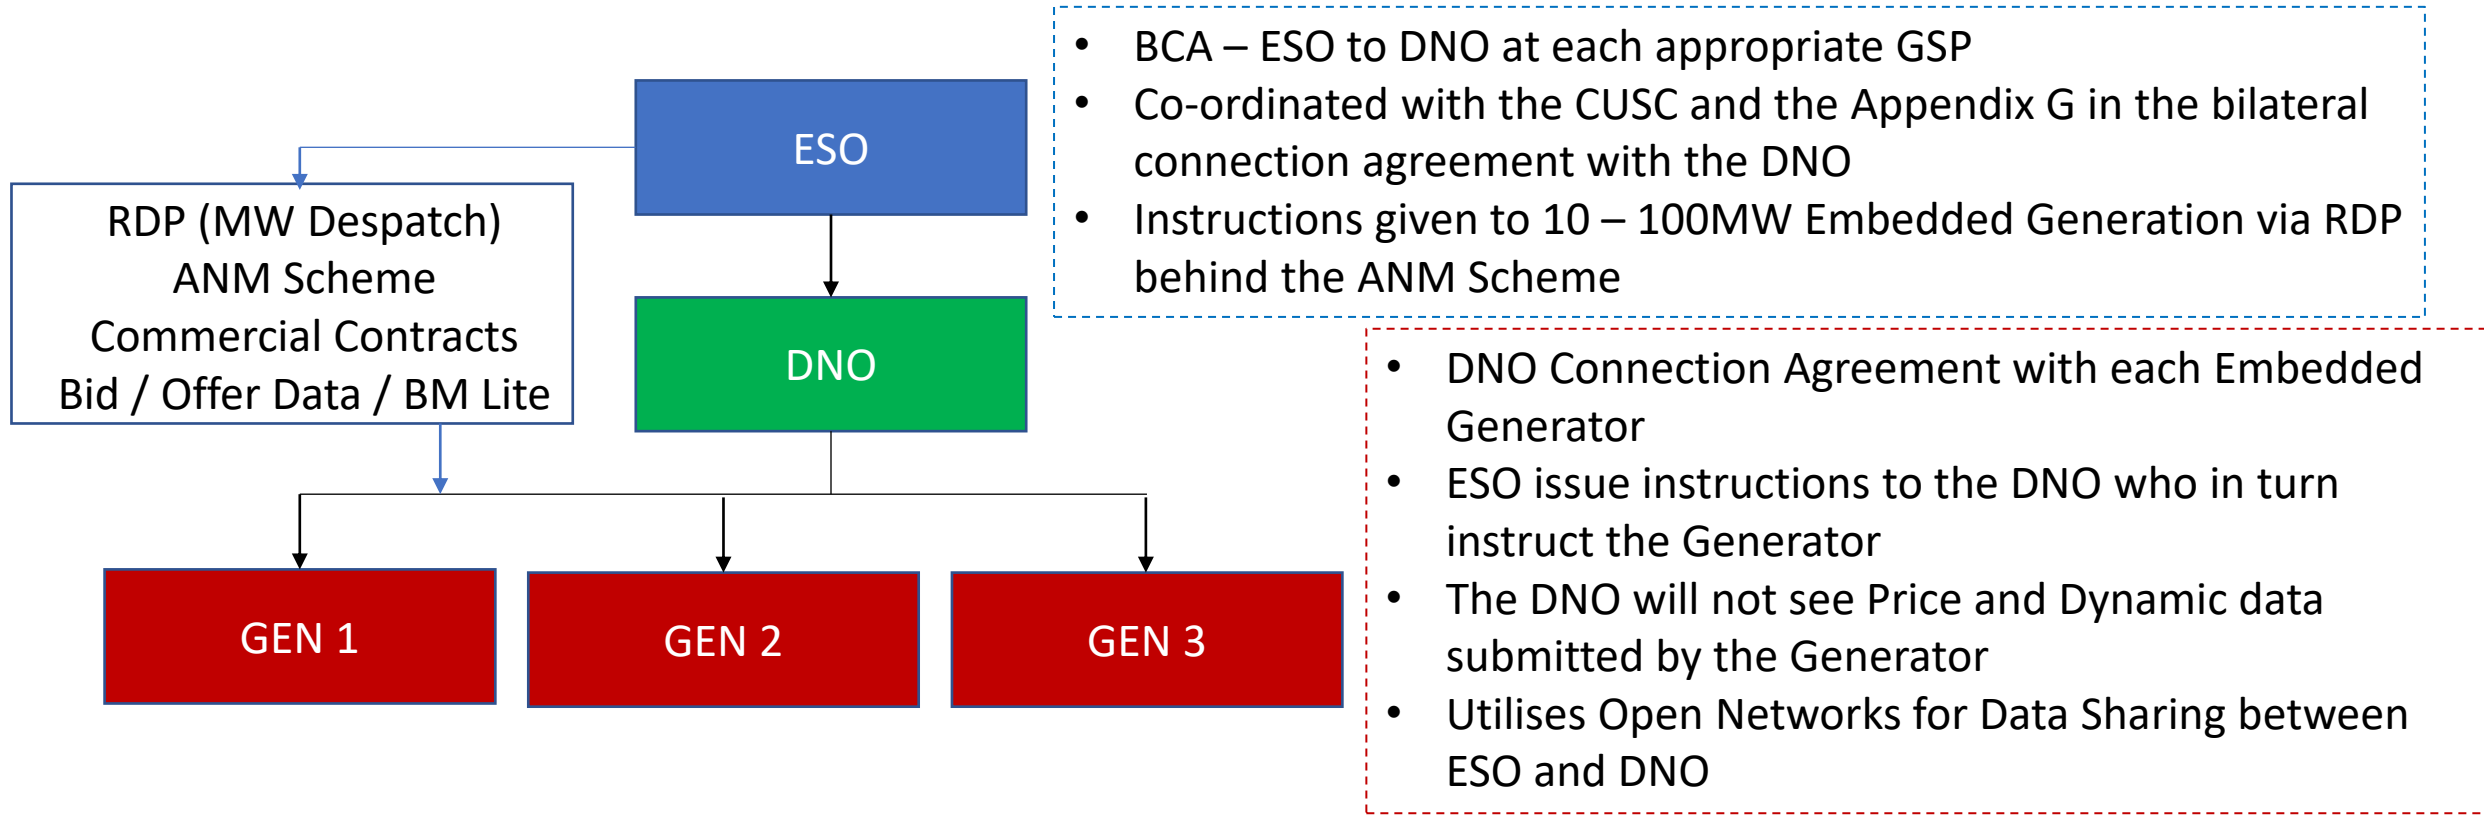 ESO
RDP (MW Despatch)
ANM Scheme
Commercial Contracts
Bid / Offer Data / BM Lite
DNO
GEN 1
GEN 2
GEN 3
• BCA – ESO to DNO at each appropriate GSP
• Co-ordinated with the CUSC and the Appendix G in the bilateral
connection agreement with the DNO
• Instructions given to 10 – 100MW Embedded Generation via RDP
behind the ANM Scheme
• DNO Connection Agreement with each Embedded
Generator
• ESO issue instructions to the DNO who in turn
instruct the Generator
• The DNO will not see Price and Dynamic data
submitted by the Generator
• Utilises Open Networks for Data Sharing between
ESO and DNO